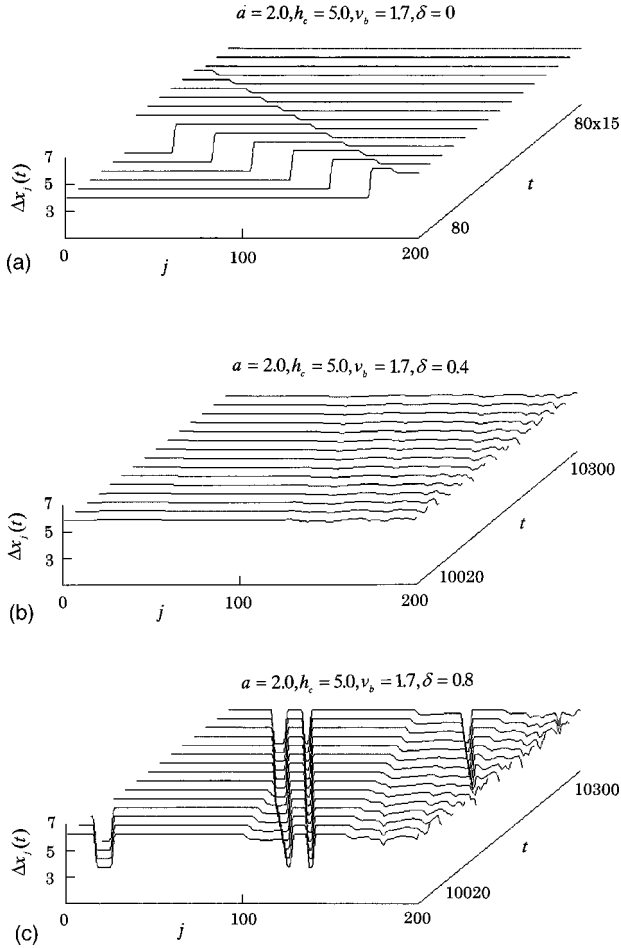 a = 2.0, h_c = 5.0, v_b = 1.7, δ = 0
Δx_j(t)
7
5
3
80x15
t
80
0
100
200
j
(a)
a = 2.0, h_c = 5.0, v_b = 1.7, δ = 0.4
Δx_j(t)
7
5
3
10300
t
10020
0
100
200
j
(b)
a = 2.0, h_c = 5.0, v_b = 1.7, δ = 0.8
Δx_j(t)
7
5
3
10300
t
10020
0
100
200
j
(c)